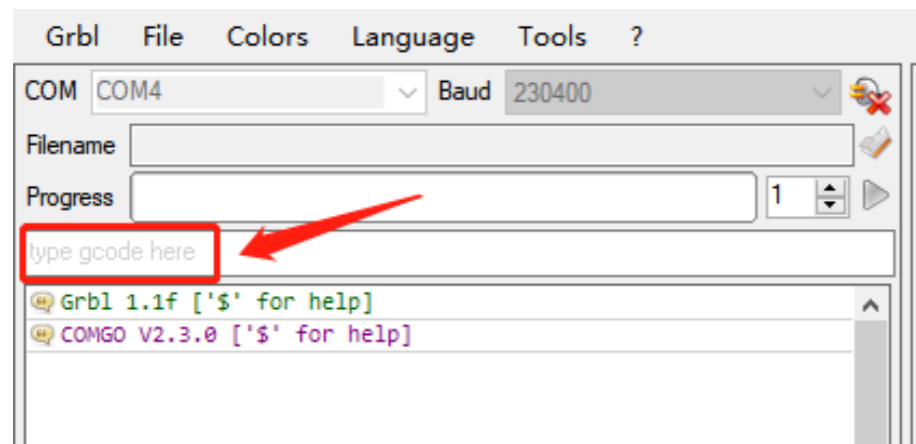 Grbl File Colors Language Tools ?
COM COM4 Baud 230400
Filename
Progress 1
type gcode here
Grbl 1.1f ['$' for help]
COMGO V2.3.0 ['$' for help]